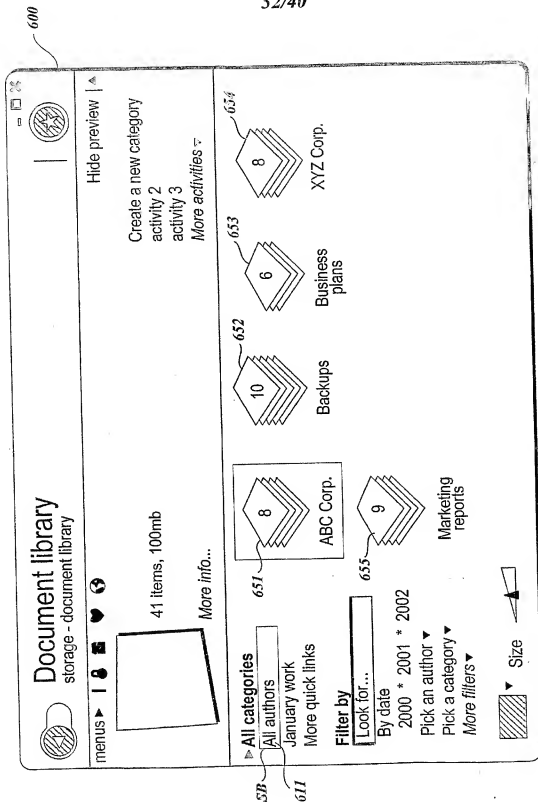 32/40
600
Document library
storage - document library
menus
Hide preview
41 items, 100mb
More info...
Create a new category
activity 2
activity 3
More activities
All categories
All authors
January work
More quick links
5B
611
Filter by
Look for...
By date
2000 * 2001 * 2002
Pick an author
Pick a category
More filters
Size
651
8
ABC Corp.
652
10
Backups
653
6
Business
plans
654
8
XYZ Corp.
655
9
Marketing
reports